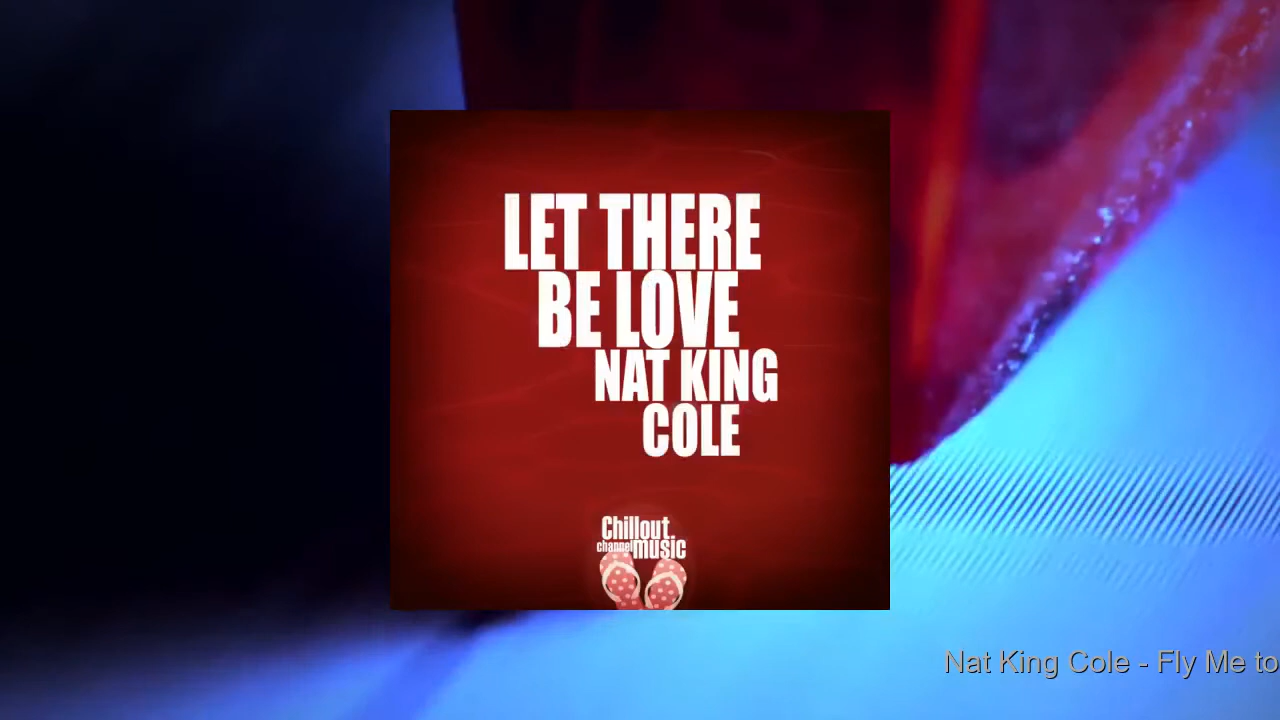 LET THERE
BE LOVE
NAT KING
COLE
Chillout
channel music
Nat King Cole - Fly Me to